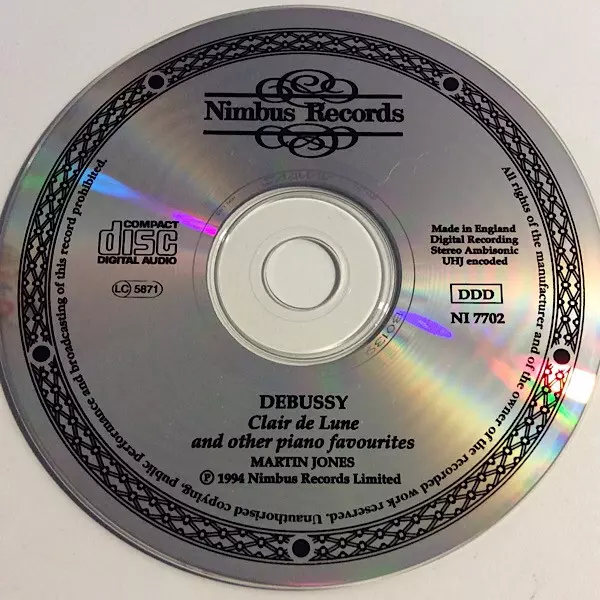 Nimbus Records
All rights of the manufacturer and of the owner of the recorded work reserved. Unauthorised copying, public performance and broadcasting of this record prohibited.
COMPACT
disc
DIGITAL AUDIO
LC 5871
Made in England
Digital Recording
Stereo Ambisonic
UHJ encoded
DDD
NI 7702
DEBUSSY
Clair de Lune
and other piano favourites
MARTIN JONES
℗ 1994 Nimbus Records Limited